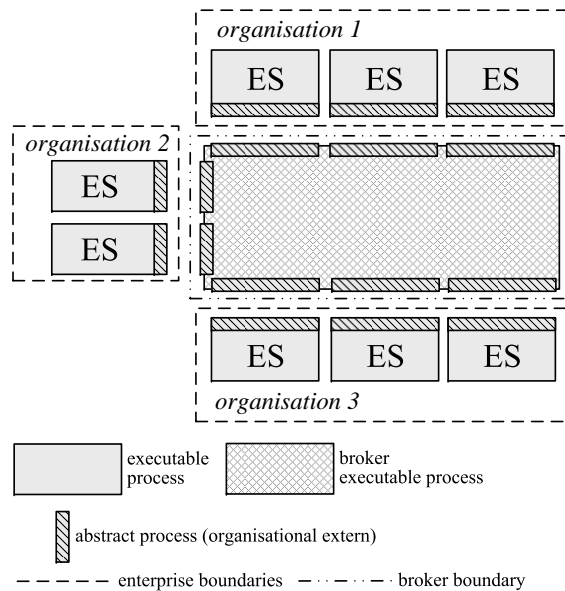 organisation 1
ES ES ES
organisation 2
ES
ES
ES ES ES
organisation 3
executable
process
broker
executable process
abstract process (organisational extern)
enterprise boundaries
broker boundary